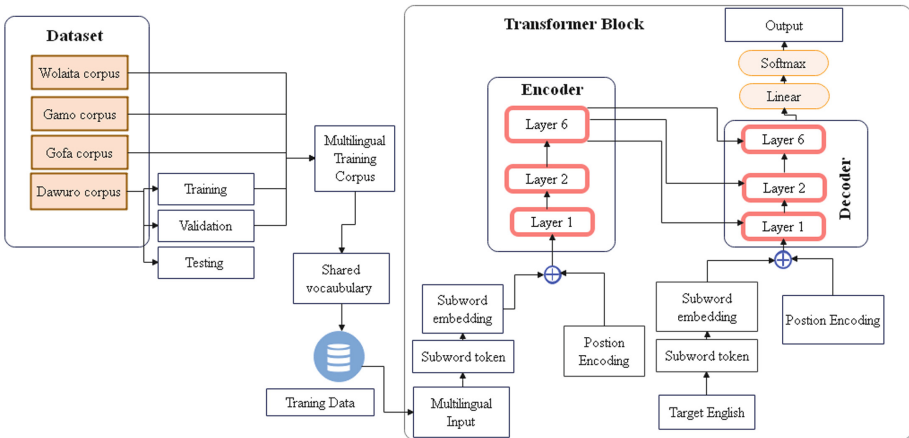 Dataset
Wolaita corpus
Gamo corpus
Gofa corpus
Dawuro corpus
Training
Validation
Testing
Multilingual
Training
Corpus
Shared
vocaubulary
Traning Data
Transformer Block
Encoder
Layer 6
Layer 2
Layer 1
Subword
embedding
Subword token
Multilingual
Input
Postion
Encoding
Output
Softmax
Linear
Layer 6
Layer 2
Layer 1
Decoder
Subword
embedding
Subword token
Target English
Postion Encoding